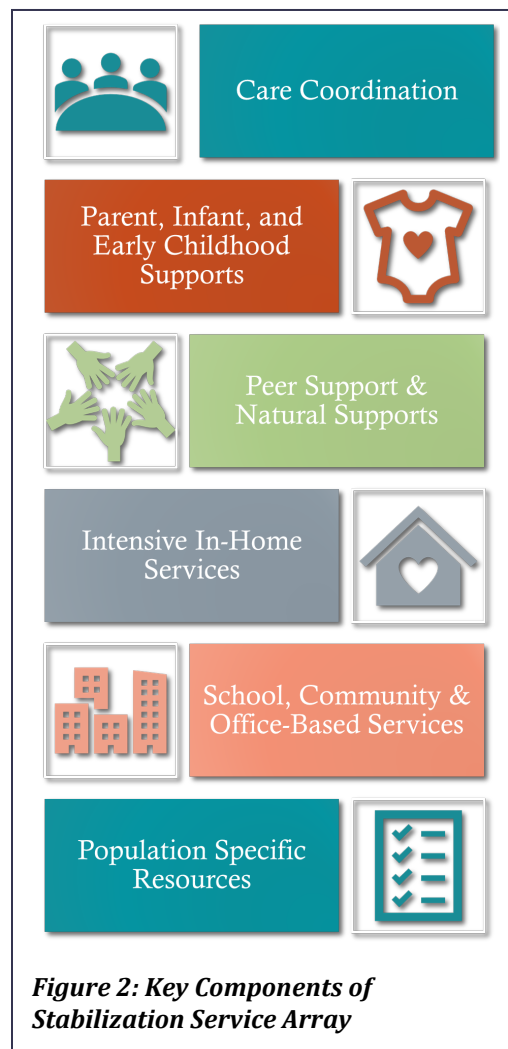 Care Coordination
Parent, Infant, and
Early Childhood
Supports
Peer Support &
Natural Supports
Intensive In-Home
Services
School, Community &
Office-Based Services
Population Specific
Resources
Figure 2: Key Components of
Stabilization Service Array